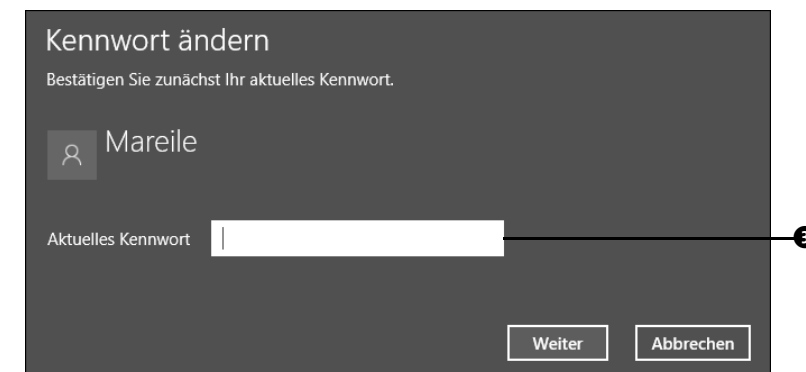 Kennwort ändern
Bestätigen Sie zunächst Ihr aktuelles Kennwort.
Mareile
Aktuelles Kennwort
Weiter Abbrechen